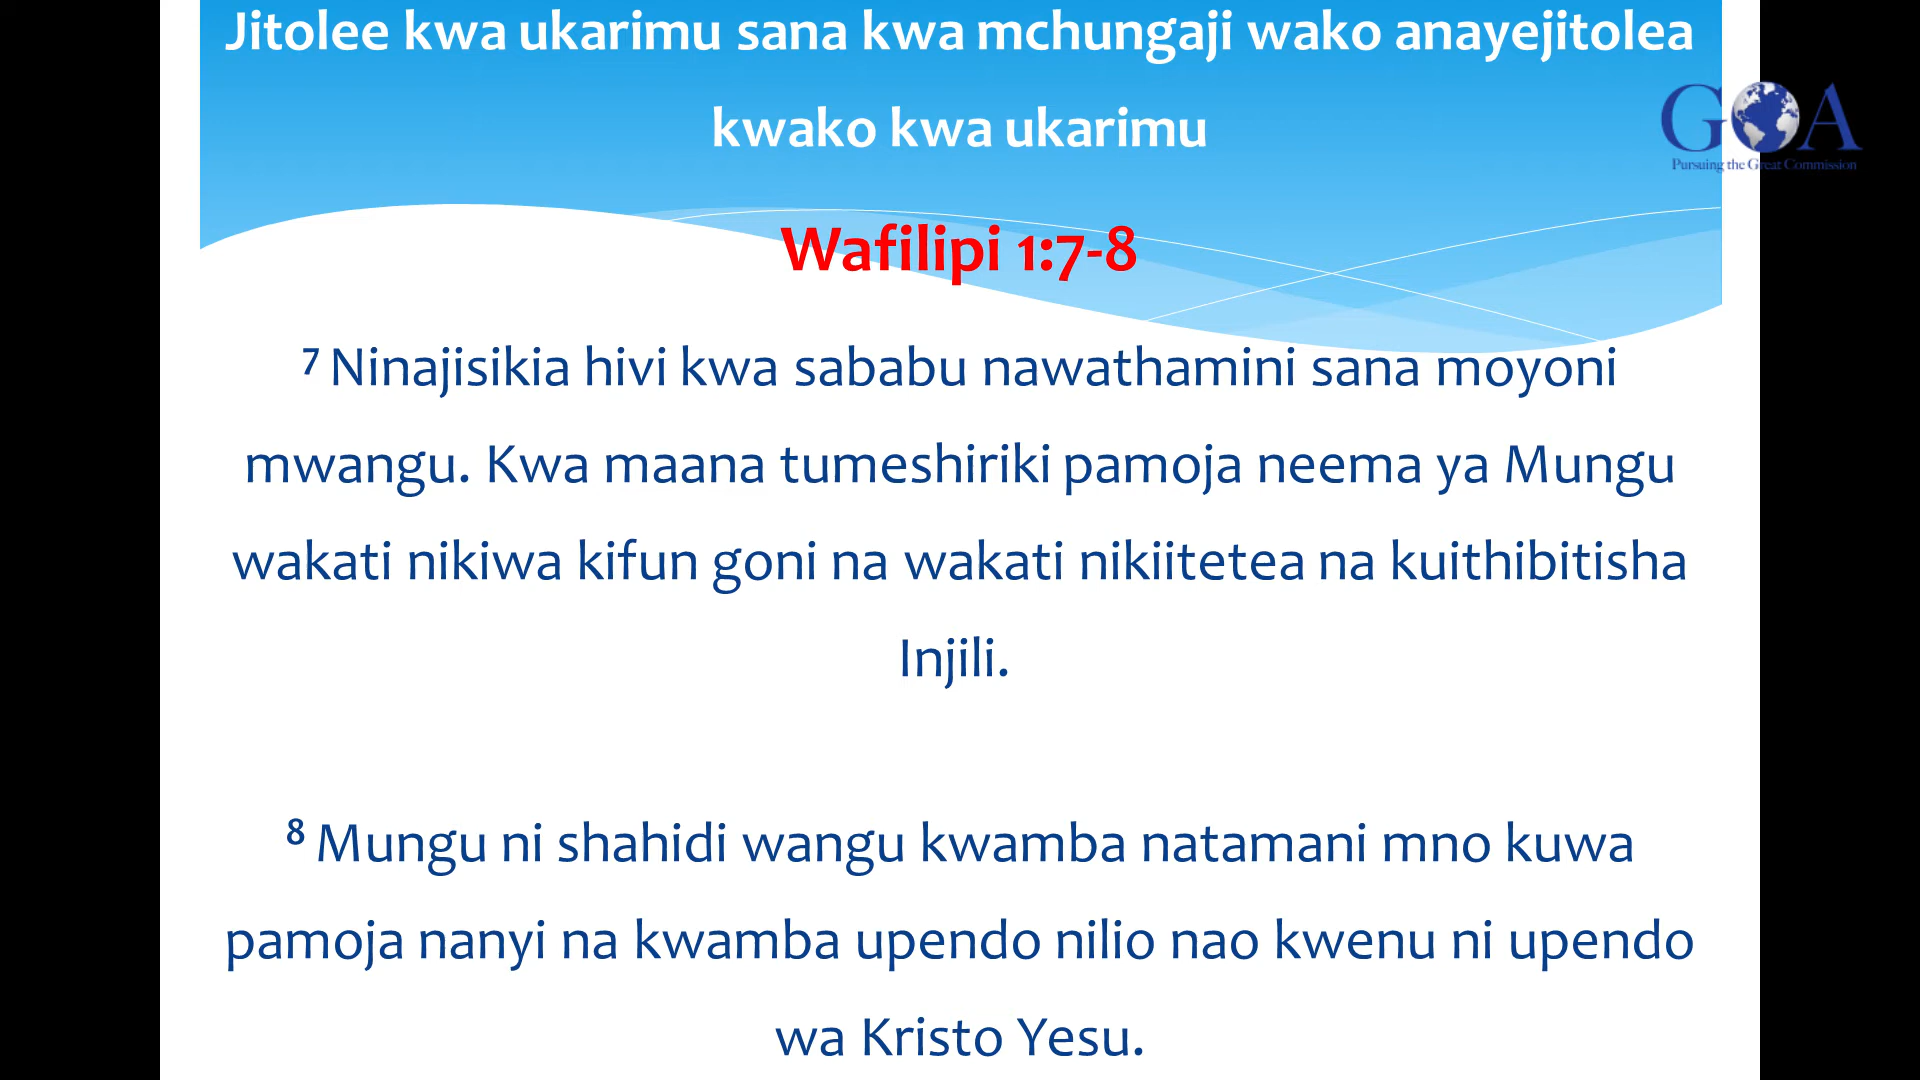 Jitolee kwa ukarimu sana kwa mchungaji wako anayejitolea
kwako kwa ukarimu
GOA
Pursuing the Great Commission
Wafilipi 1:7-8
⁷ Ninajisikia hivi kwa sababu nawathamini sana moyoni
mwangu. Kwa maana tumeshiriki pamoja neema ya Mungu
wakati nikiwa kifun goni na wakati nikiitetea na kuithibitisha
Injili.
⁸ Mungu ni shahidi wangu kwamba natamani mno kuwa
pamoja nanyi na kwamba upendo nilio nao kwenu ni upendo
wa Kristo Yesu.